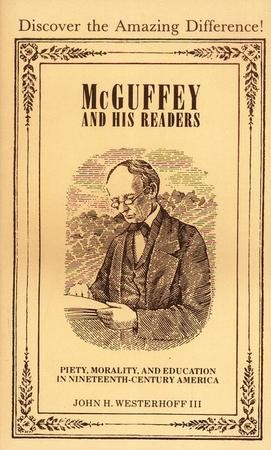 Discover the Amazing Difference!
McGUFFEY
AND HIS READERS
PIETY, MORALITY, AND EDUCATION
IN NINETEENTH-CENTURY AMERICA
JOHN H. WESTERHOFF III